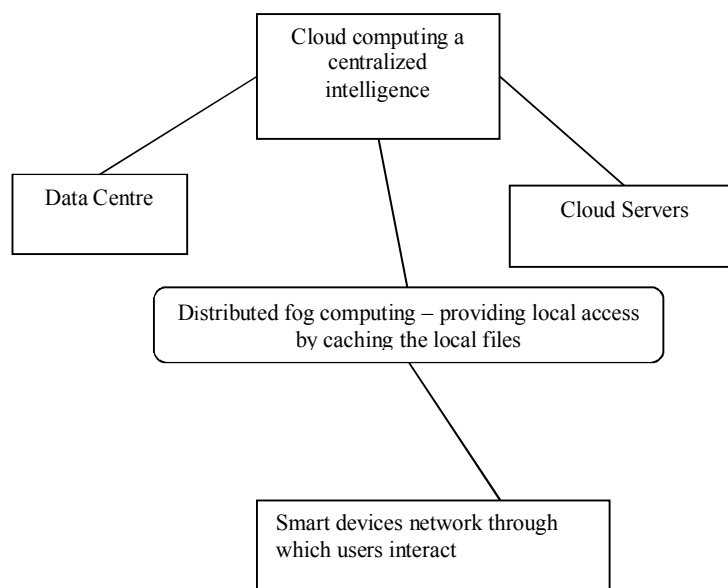 Cloud computing a
centralized
intelligence
Data Centre
Cloud Servers
Distributed fog computing – providing local access
by caching the local files
Smart devices network through
which users interact